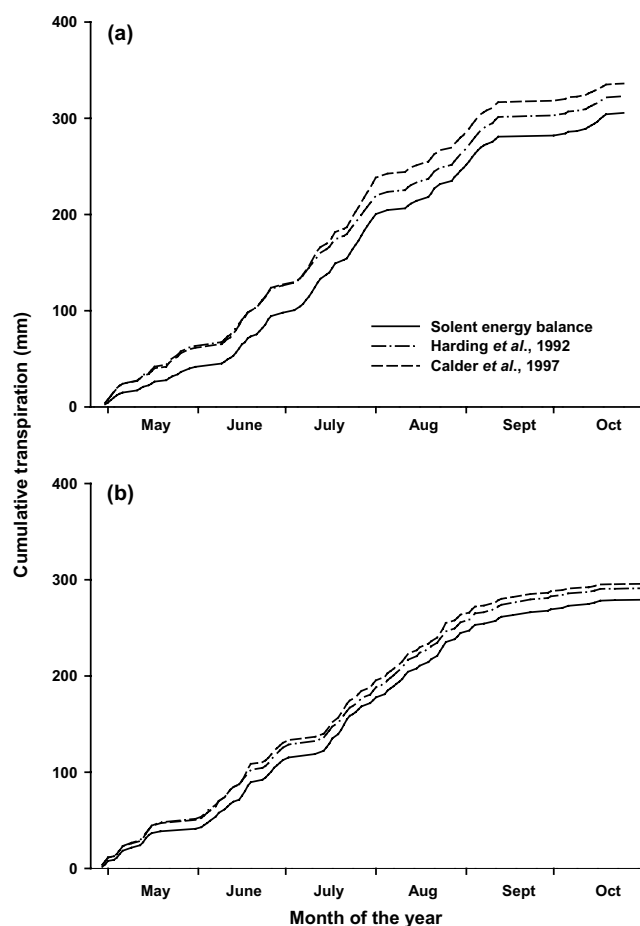 (a)
400
300
200
100
0
Solent energy balance
Harding et al., 1992
Calder et al., 1997
May June July Aug Sept Oct
Cumulative transpiration (mm)
(b)
400
300
200
100
0
May June July Aug Sept Oct
Month of the year